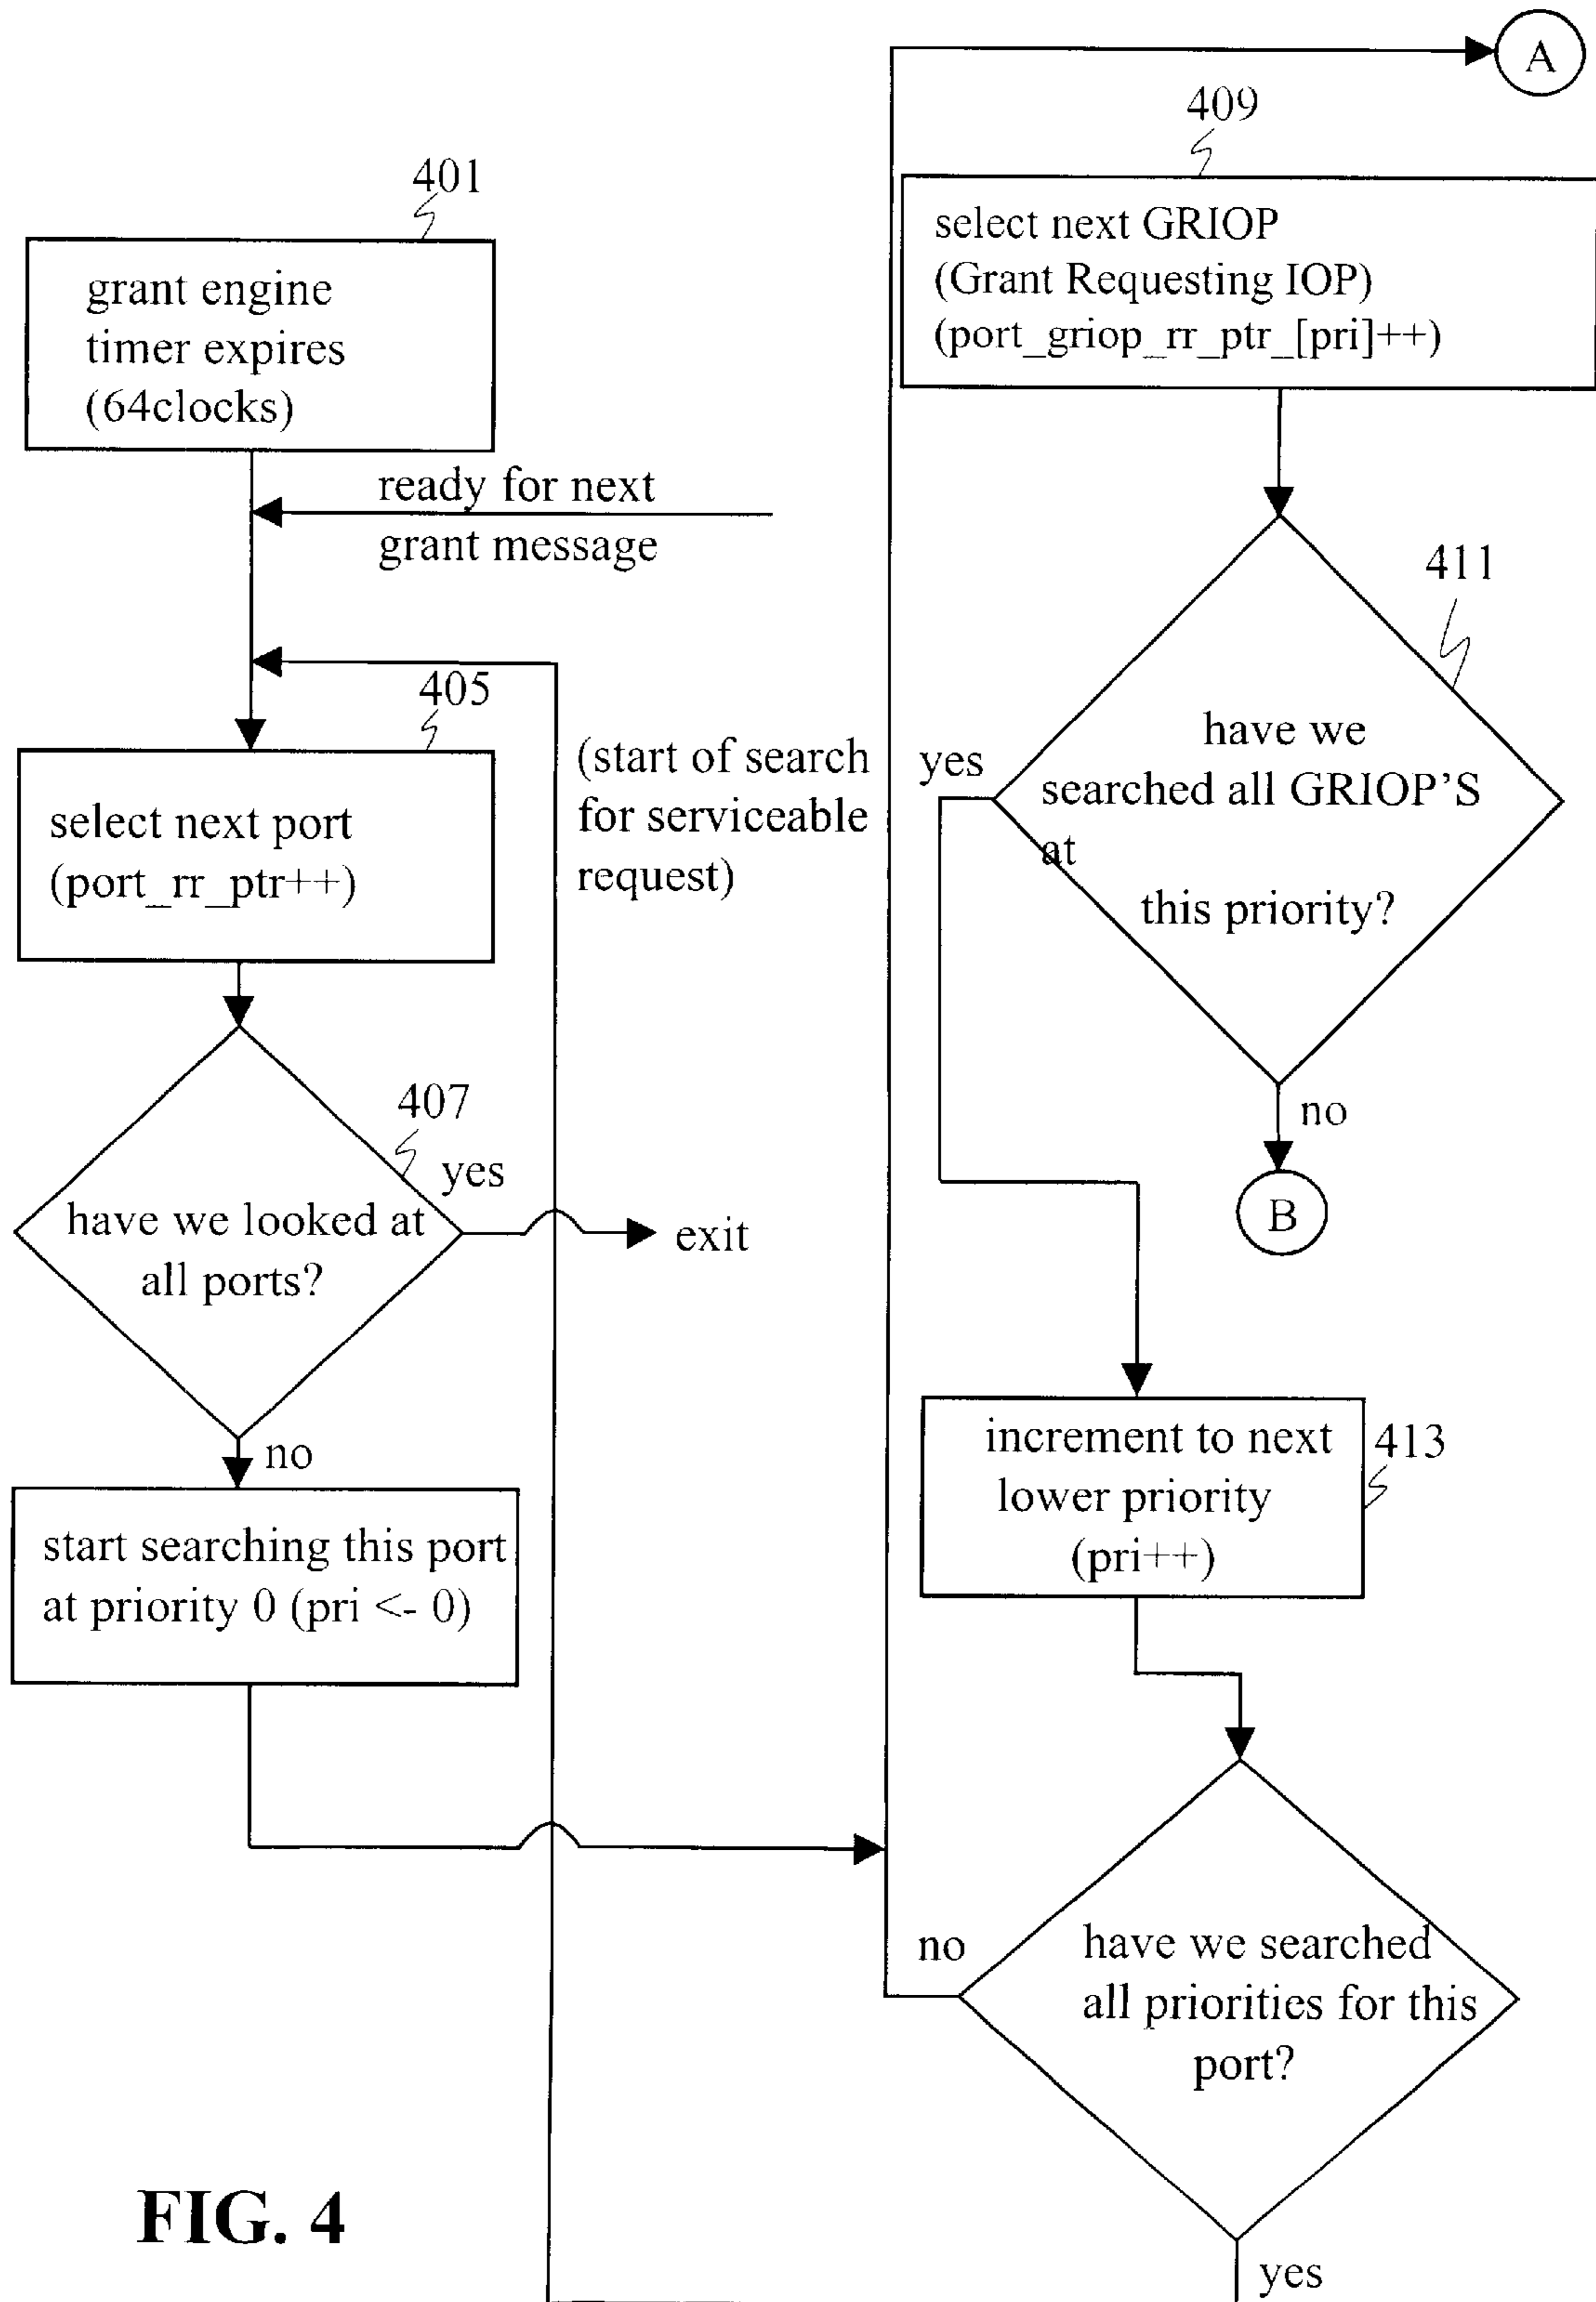 401
grant engine
timer expires
(64clocks)
ready for next
grant message
405
select next port
(port_rr_ptr++)
(start of search
for serviceable
request)
407
yes
have we looked at
all ports?
exit
no
start searching this port
at priority 0 (pri <- 0)
A
409
select next GRIOP
(Grant Requesting IOP)
(port_griop_rr_ptr_[pri]++)
411
yes
have we
searched all GRIOP'S
at
this priority?
no
B
increment to next
lower priority
(pri++)
413
no
have we searched
all priorities for this
port?
yes
FIG. 4